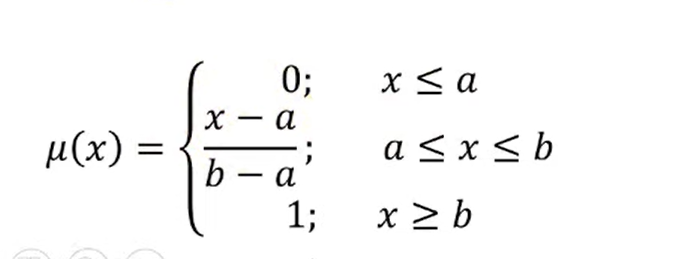 μ(x) = { 0; x ≤ a
(x − a)/(b − a); a ≤ x ≤ b
1; x ≥ b